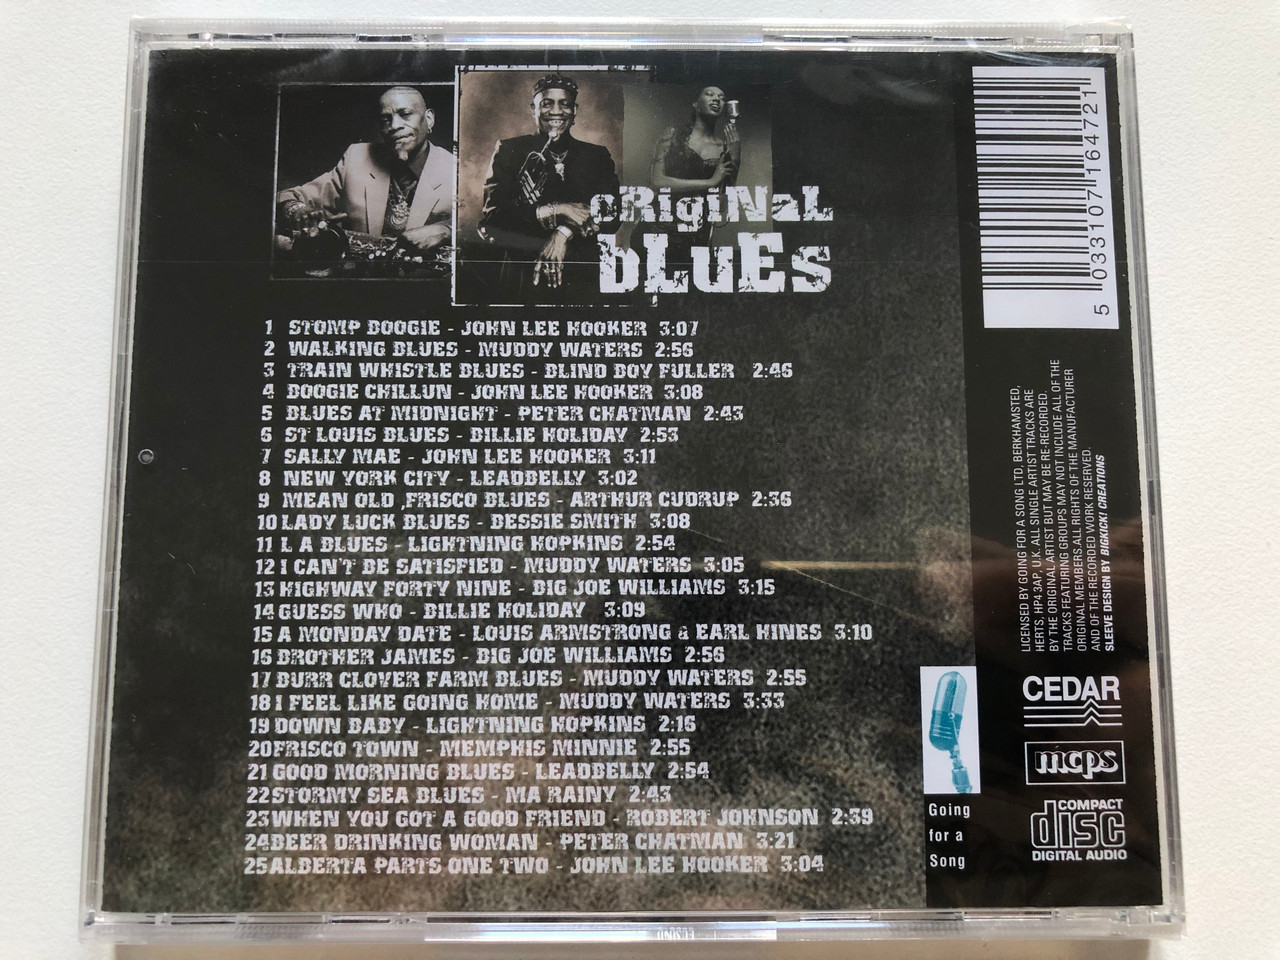 oRigiNaL
bLuEs
1 STOMP BOOGIE - JOHN LEE HOOKER 3:07
2 WALKING BLUES - MUDDY WATERS 2:56
3 TRAIN WHISTLE BLUES - BLIND BOY FULLER 2:46
4 BOOGIE CHILLUN - JOHN LEE HOOKER 3:08
5 BLUES AT MIDNIGHT - PETER CHATMAN 2:43
6 ST LOUIS BLUES - BILLIE HOLIDAY 2:53
7 SALLY MAE - JOHN LEE HOOKER 3:11
8 NEW YORK CITY - LEADBELLY 3:02
9 MEAN OLD ,FRISCO BLUES - ARTHUR CUDRUP 2:36
10 LADY LUCK BLUES - BESSIE SMITH 3:08
11 L A BLUES - LIGHTNING HOPKINS 2:54
12 I CAN'T BE SATISFIED - MUDDY WATERS 3:05
13 HIGHWAY FORTY NINE - BIG JOE WILLIAMS 3:15
14 GUESS WHO - BILLIE HOLIDAY 3:09
15 A MONDAY DATE - LOUIS ARMSTRONG & EARL HINES 3:10
16 BROTHER JAMES - BIG JOE WILLIAMS 2:56
17 BURR CLOVER FARM BLUES - MUDDY WATERS 2:55
18 I FEEL LIKE GOING HOME - MUDDY WATERS 3:33
19 DOWN BABY - LIGHTNING HOPKINS 2:16
20 FRISCO TOWN - MEMPHIS MINNIE 2:55
21 GOOD MORNING BLUES - LEADBELLY 2:54
22 STORMY SEA BLUES - MA RAINY 2:43
23 WHEN YOU GOT A GOOD FRIEND - ROBERT JOHNSON 2:39
24 BEER DRINKING WOMAN - PETER CHATMAN 3:21
25 ALBERTA PARTS ONE TWO - JOHN LEE HOOKER 3:04
5 033107 164721
LICENSED BY GOING FOR A SONG LTD, BERKHAMSTED,
HERTS, HP4 3AP, U.K. ALL SINGLE ARTIST TRACKS ARE
BY THE ORIGINAL ARTIST BUT MAY BE RE-RECORDED.
TRACKS FEATURING GROUPS MAY NOT INCLUDE ALL OF THE
ORIGINAL MEMBERS.ALL RIGHTS OF THE MANUFACTURER
AND OF THE RECORDED WORK RESERVED.
SLEEVE DESIGN BY BIGKICK! CREATIONS
CEDAR
mcps
COMPACT
disc
DIGITAL AUDIO
Going
for a
Song